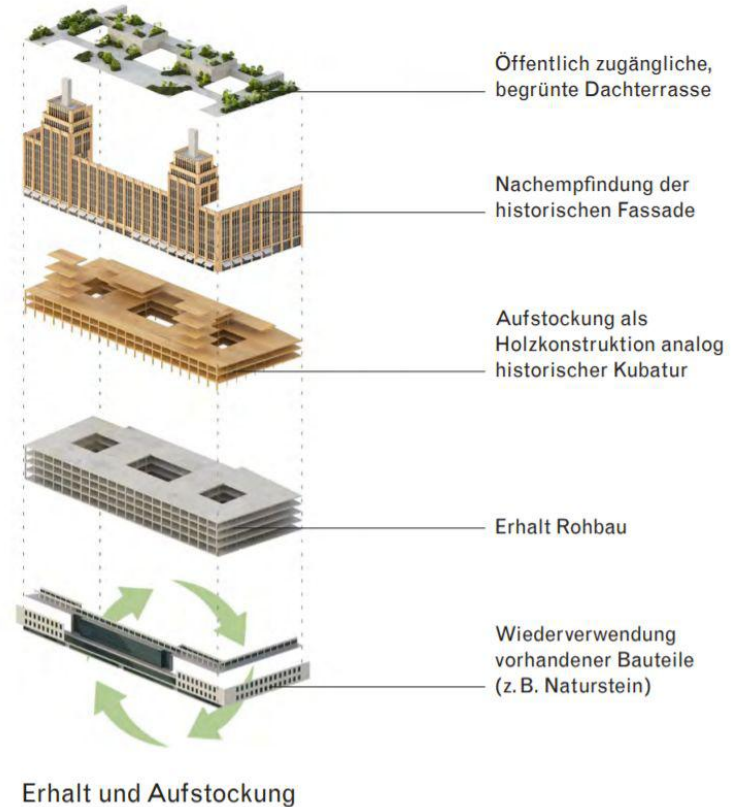 Öffentlich zugängliche,
begrünte Dachterrasse
Nachempfindung der
historischen Fassade
Aufstockung als
Holzkonstruktion analog
historischer Kubatur
Erhalt Rohbau
Wiederverwendung
vorhandener Bauteile
(z. B. Naturstein)
Erhalt und Aufstockung